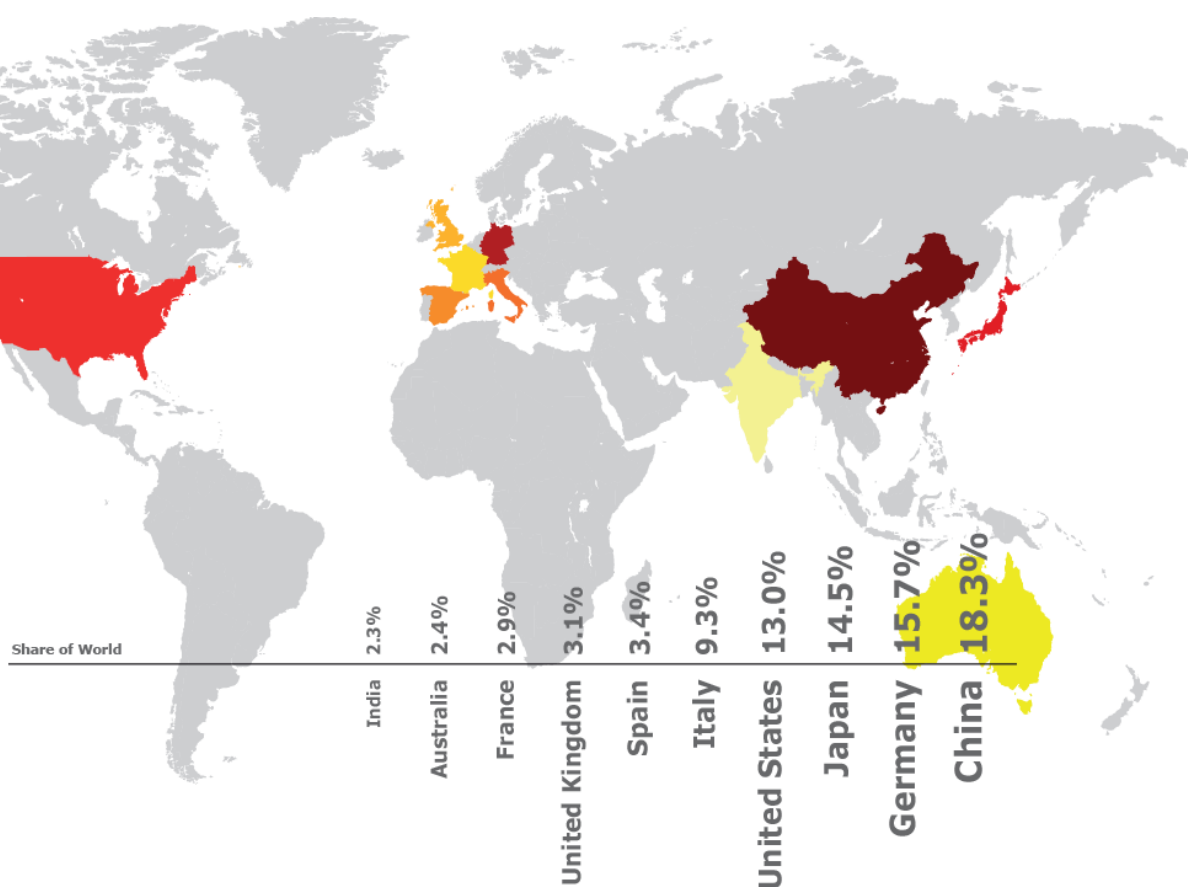 Share of World
2.3%
2.4%
2.9%
3.1%
3.4%
9.3%
13.0%
14.5%
15.7%
18.3%
India
Australia
France
United Kingdom
Spain
Italy
United States
Japan
Germany
China